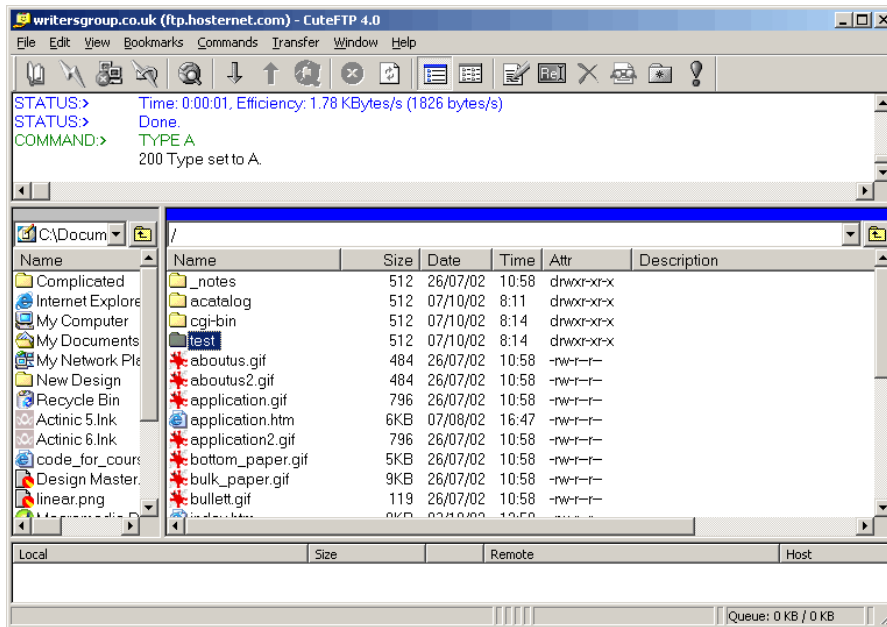 writersgroup.co.uk (ftp.hosternet.com) - CuteFTP 4.0
File Edit View Bookmarks Commands Transfer Window Help
STATUS:> Time: 0:00:01, Efficiency: 1.78 KBytes/s (1826 bytes/s)
STATUS:> Done.
COMMAND:> TYPE A
200 Type set to A.
C:\Docum /
Name Name Size Date Time Attr Description
Complicated _notes 512 26/07/02 10:58 drwxr-xr-x
Internet Explore acatalog 512 07/10/02 8:11 drwxr-xr-x
My Computer cgi-bin 512 07/10/02 8:14 drwxr-xr-x
My Documents test 512 07/10/02 8:14 drwxr-xr-x
My Network Pla aboutus.gif 484 26/07/02 10:58 -rw-r--r--
New Design aboutus2.gif 484 26/07/02 10:58 -rw-r--r--
Recycle Bin application.gif 796 26/07/02 10:58 -rw-r--r--
Actinic 5.lnk application.htm 6KB 07/08/02 16:47 -rw-r--r--
Actinic 6.lnk application2.gif 796 26/07/02 10:58 -rw-r--r--
code_for_cours bottom_paper.gif 5KB 26/07/02 10:58 -rw-r--r--
Design Master. bulk_paper.gif 9KB 26/07/02 10:58 -rw-r--r--
linear.png bullett.gif 119 26/07/02 10:58 -rw-r--r--
Local Size Remote Host
Queue: 0 KB / 0 KB